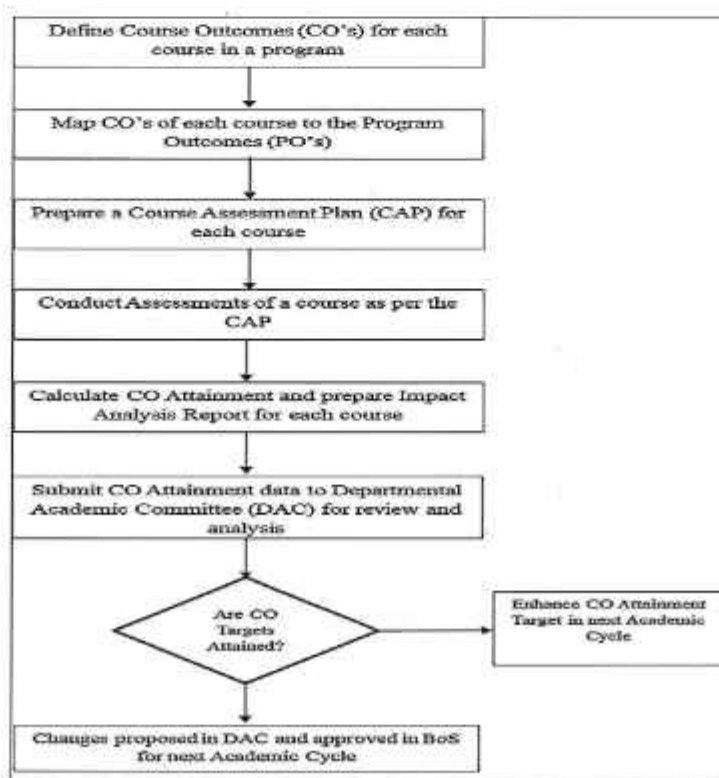 Define Course Outcomes (CO's) for each
course in a program
Map CO's of each course to the Program
Outcomes (PO's)
Prepare a Course Assessment Plan (CAP) for
each course
Conduct Assessments of a course as per the
CAP
Calculate CO Attainment and prepare Impact
Analysis Report for each course
Submit CO Attainment data to Departmental
Academic Committee (DAC) for review and
analysis
Are CO
Targets
Attained?
Enhance CO Attainment
Target in next Academic
Cycle
Changes proposed in DAC and approved in BoS
for next Academic Cycle